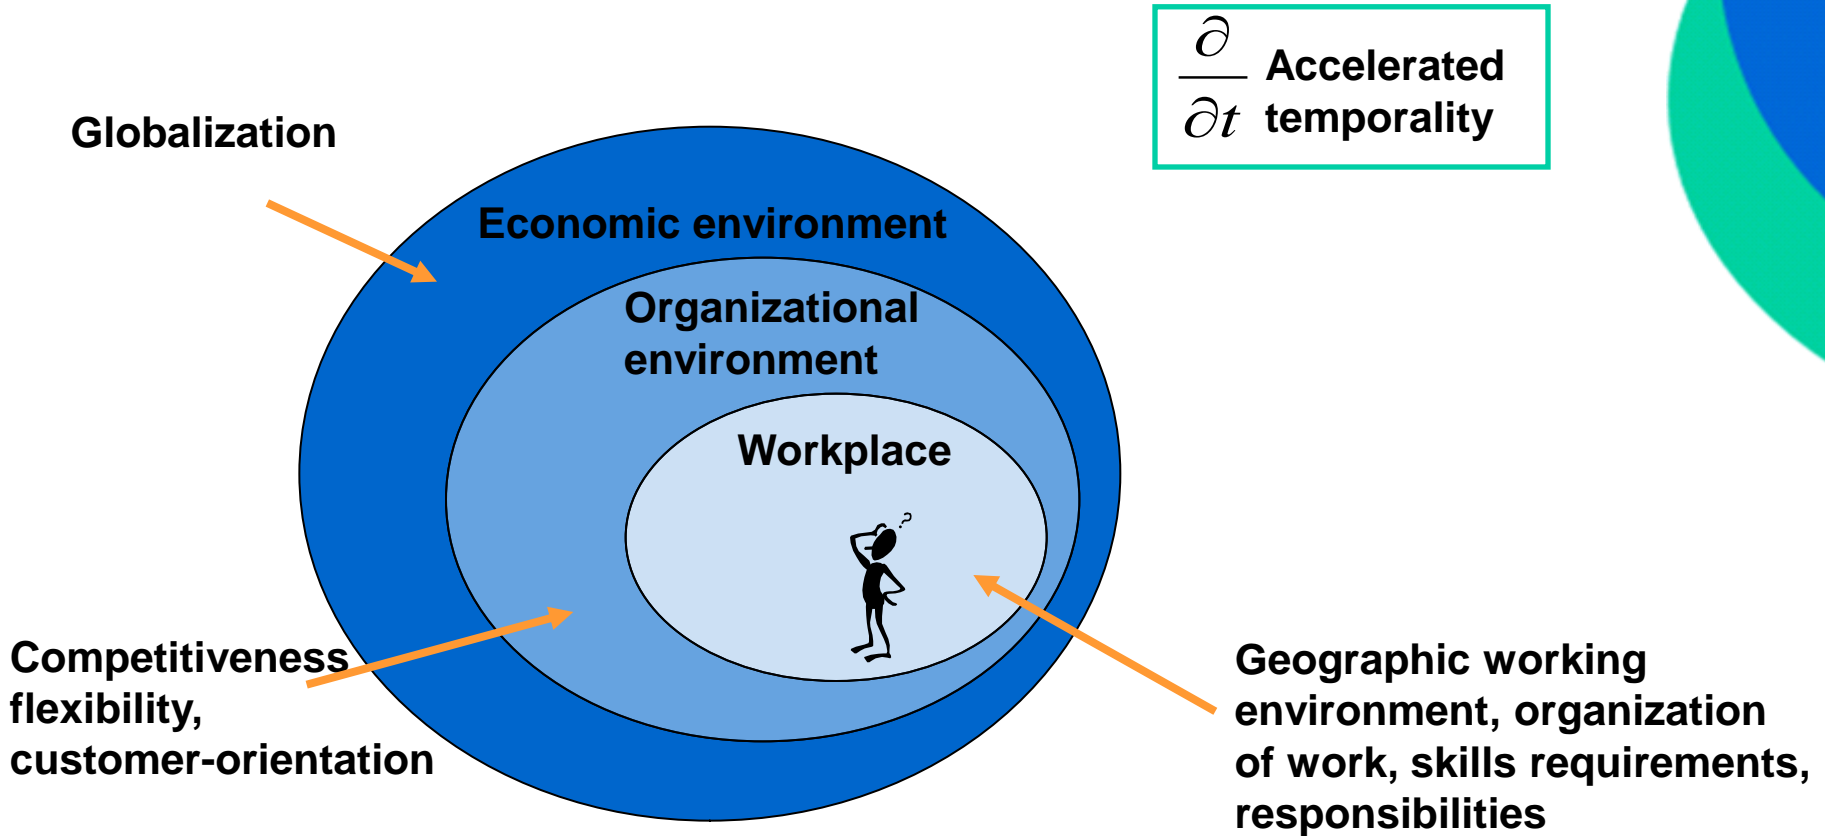 ∂
∂t
Accelerated
temporality
Globalization
Economic environment
Organizational
environment
Workplace
?
Competitiveness
flexibility,
customer-orientation
Geographic working
environment, organization
of work, skills requirements,
responsibilities